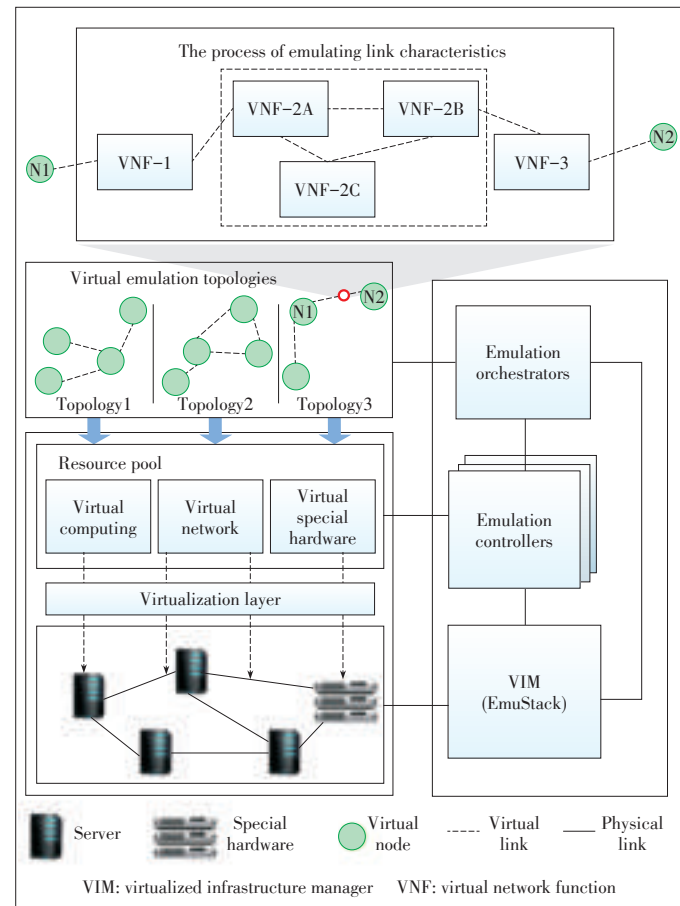 The process of emulating link characteristics
VNF-2A
VNF-2B
N1
VNF-1
VNF-3
N2
VNF-2C
Virtual emulation topologies
N1
N2
Topology1
Topology2
Topology3
Emulation
orchestrators
Resource pool
Virtual
computing
Virtual
network
Virtual
special
hardware
Emulation
controllers
Virtualization layer
VIM
(EmuStack)
Server
Special
hardware
Virtual
node
Virtual
link
Physical
link
VIM: virtualized infrastructure manager VNF: virtual network function